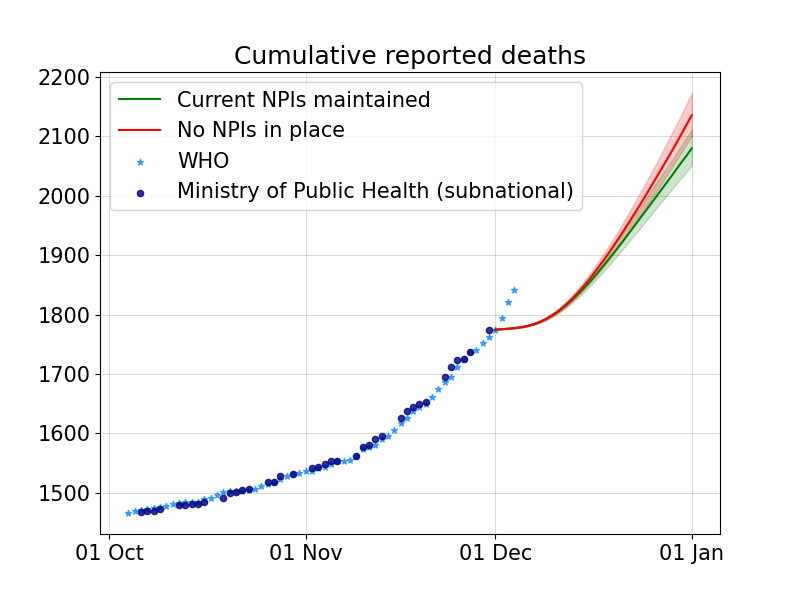 Cumulative reported deaths
2200
2100
2000
1900
1800
1700
1600
1500
Current NPIs maintained
No NPIs in place
WHO
Ministry of Public Health (subnational)
01 Oct
01 Nov
01 Dec
01 Jan